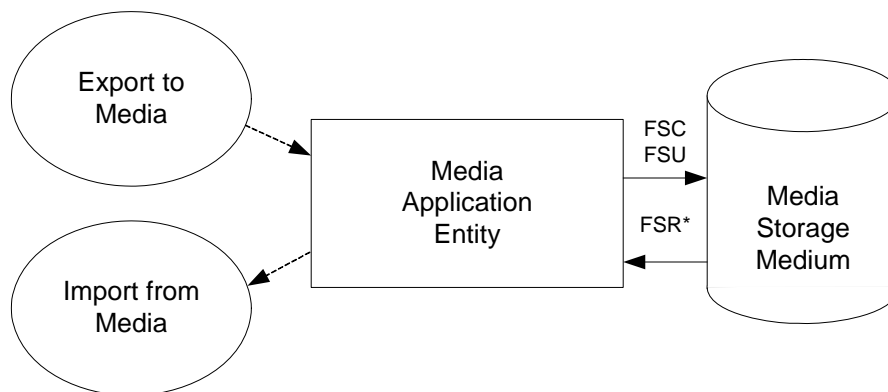 Export to
Media
Media
Application
Entity
FSC
FSU
FSR*
Media
Storage
Medium
Import from
Media